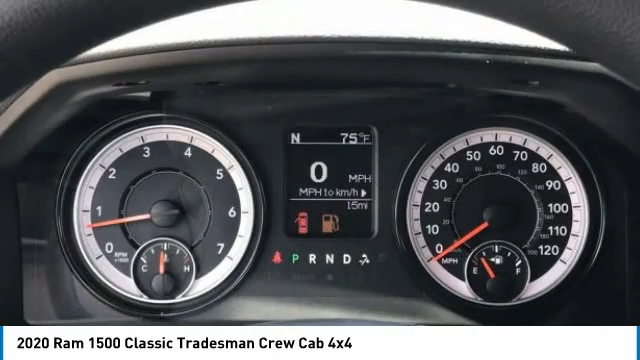 N 75°F
0 MPH
MPH to km/h
15mi
0 1 2 3 4 5 6 7
RPM
x1000
C H
P R N D
0 10 20 30 40 50 60 70 80 90 100 110 120
MPH
E F
2020 Ram 1500 Classic Tradesman Crew Cab 4x4